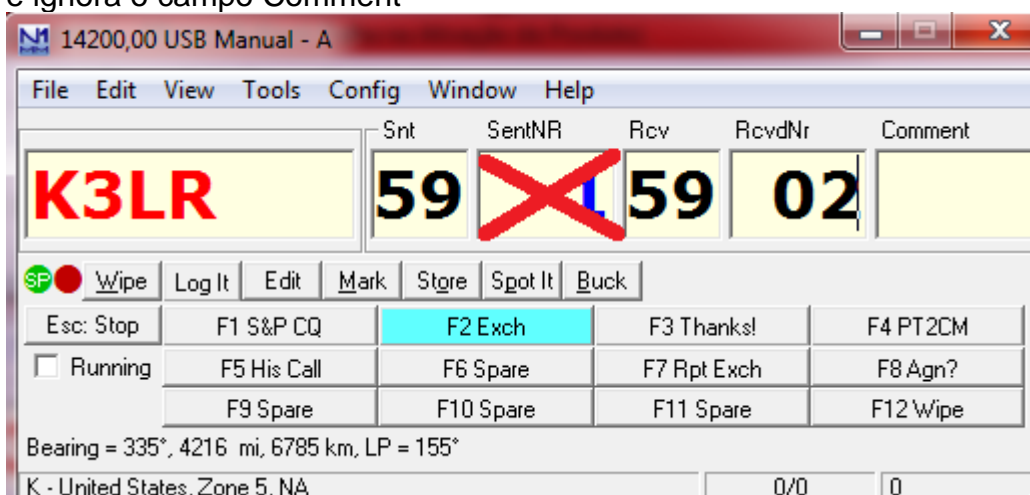 e ignora o campo Comment
N1 MM 14200,00 USB Manual - A
File Edit View Tools Config Window Help
Snt SentNR Rcv RcvdNr Comment
K3LR 59 59 02
SP Wipe Log It Edit Mark Store Spot It Buck
Esc: Stop F1 S&P CQ F2 Exch F3 Thanks! F4 PT2CM
Running F5 His Call F6 Spare F7 Rpt Exch F8 Agn?
F9 Spare F10 Spare F11 Spare F12 Wipe
Bearing = 335°, 4216 mi, 6785 km, LP = 155°
K - United States, Zone 5, NA 0/0 0